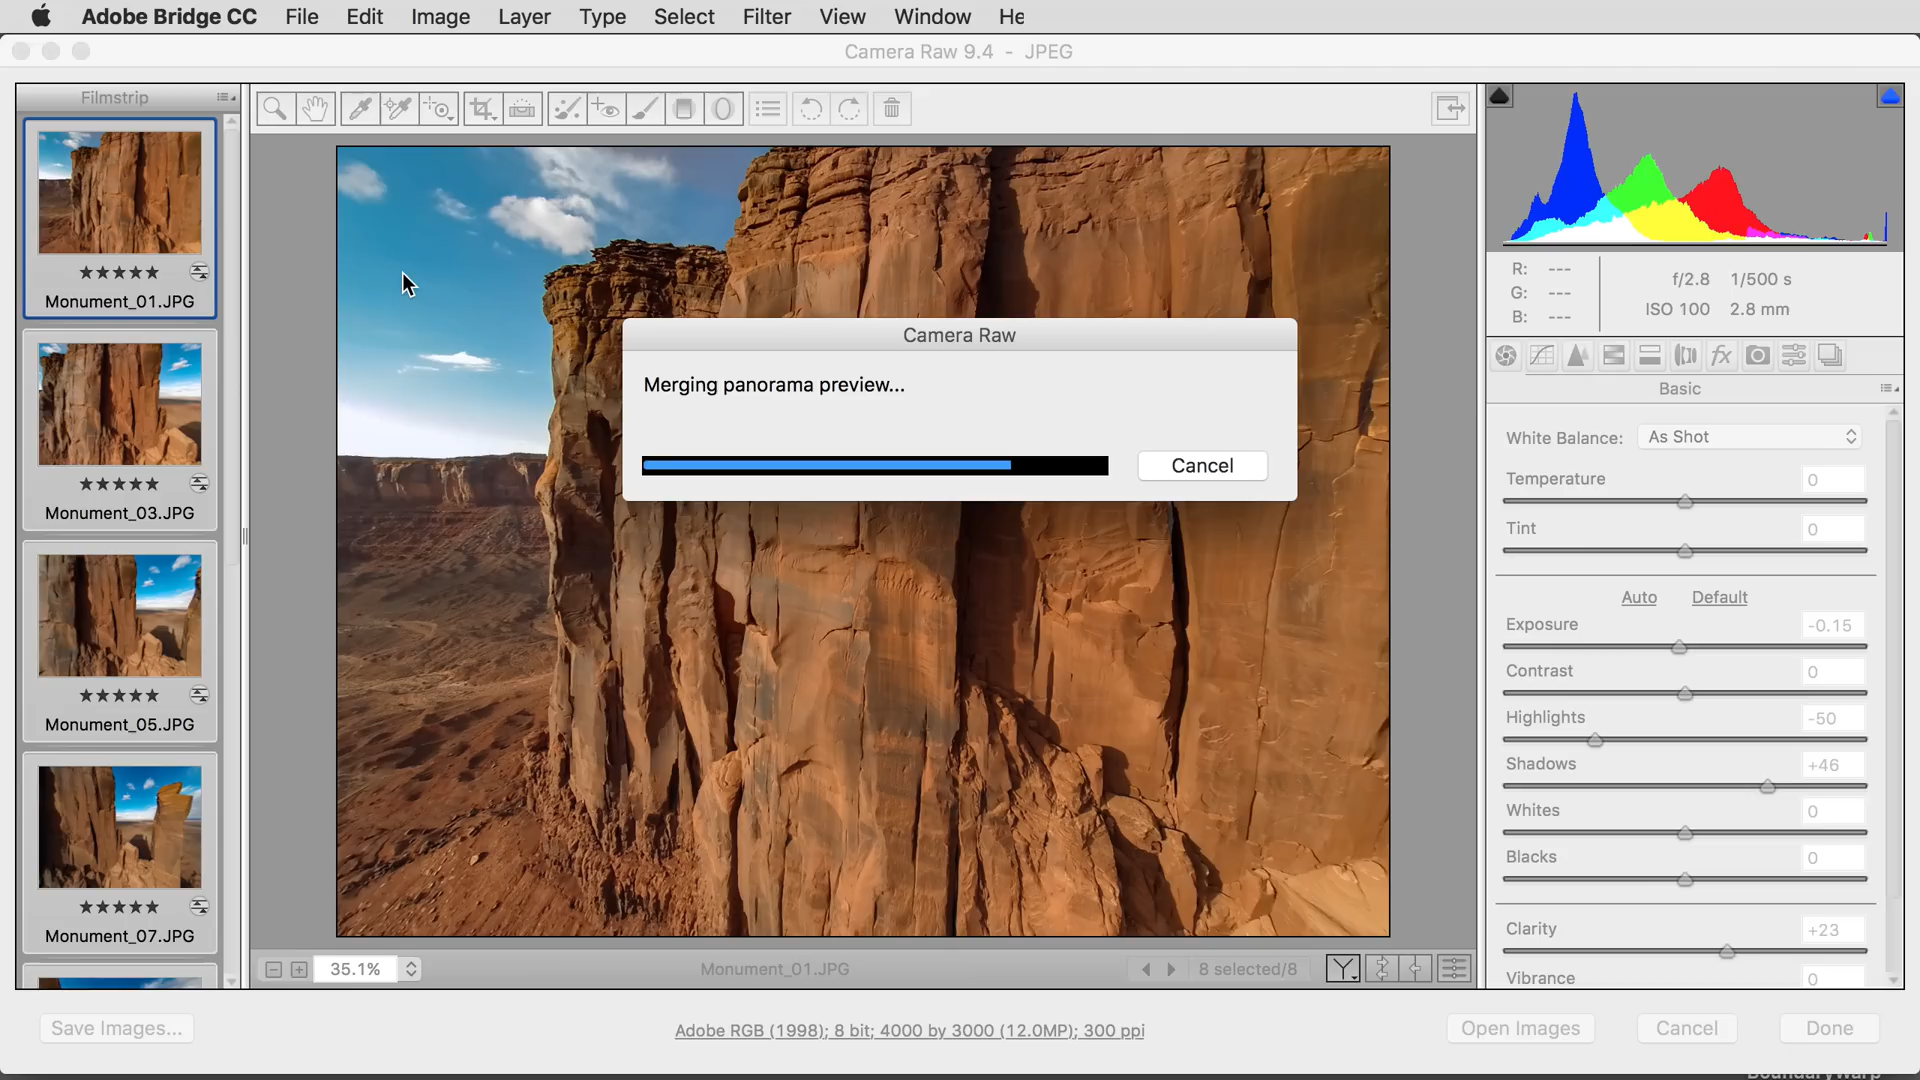 Adobe Bridge CC File Edit Image Layer Type Select Filter View Window He
Camera Raw 9.4 - JPEG
Filmstrip
Monument_01.JPG
Monument_03.JPG
Monument_05.JPG
Monument_07.JPG
Camera Raw
Merging panorama preview...
Cancel
35.1%
Monument_01.JPG
8 selected/8
R: ---
G: ---
B: ---
f/2.8 1/500 s
ISO 100 2.8 mm
fx
Basic
White Balance: As Shot
Temperature 0
Tint 0
Auto Default
Exposure -0.15
Contrast 0
Highlights -50
Shadows +46
Whites 0
Blacks 0
Clarity +23
Vibrance 0
Save Images...
Adobe RGB (1998); 8 bit; 4000 by 3000 (12.0MP); 300 ppi
Open Images
Cancel
Done
BoundaryWarp